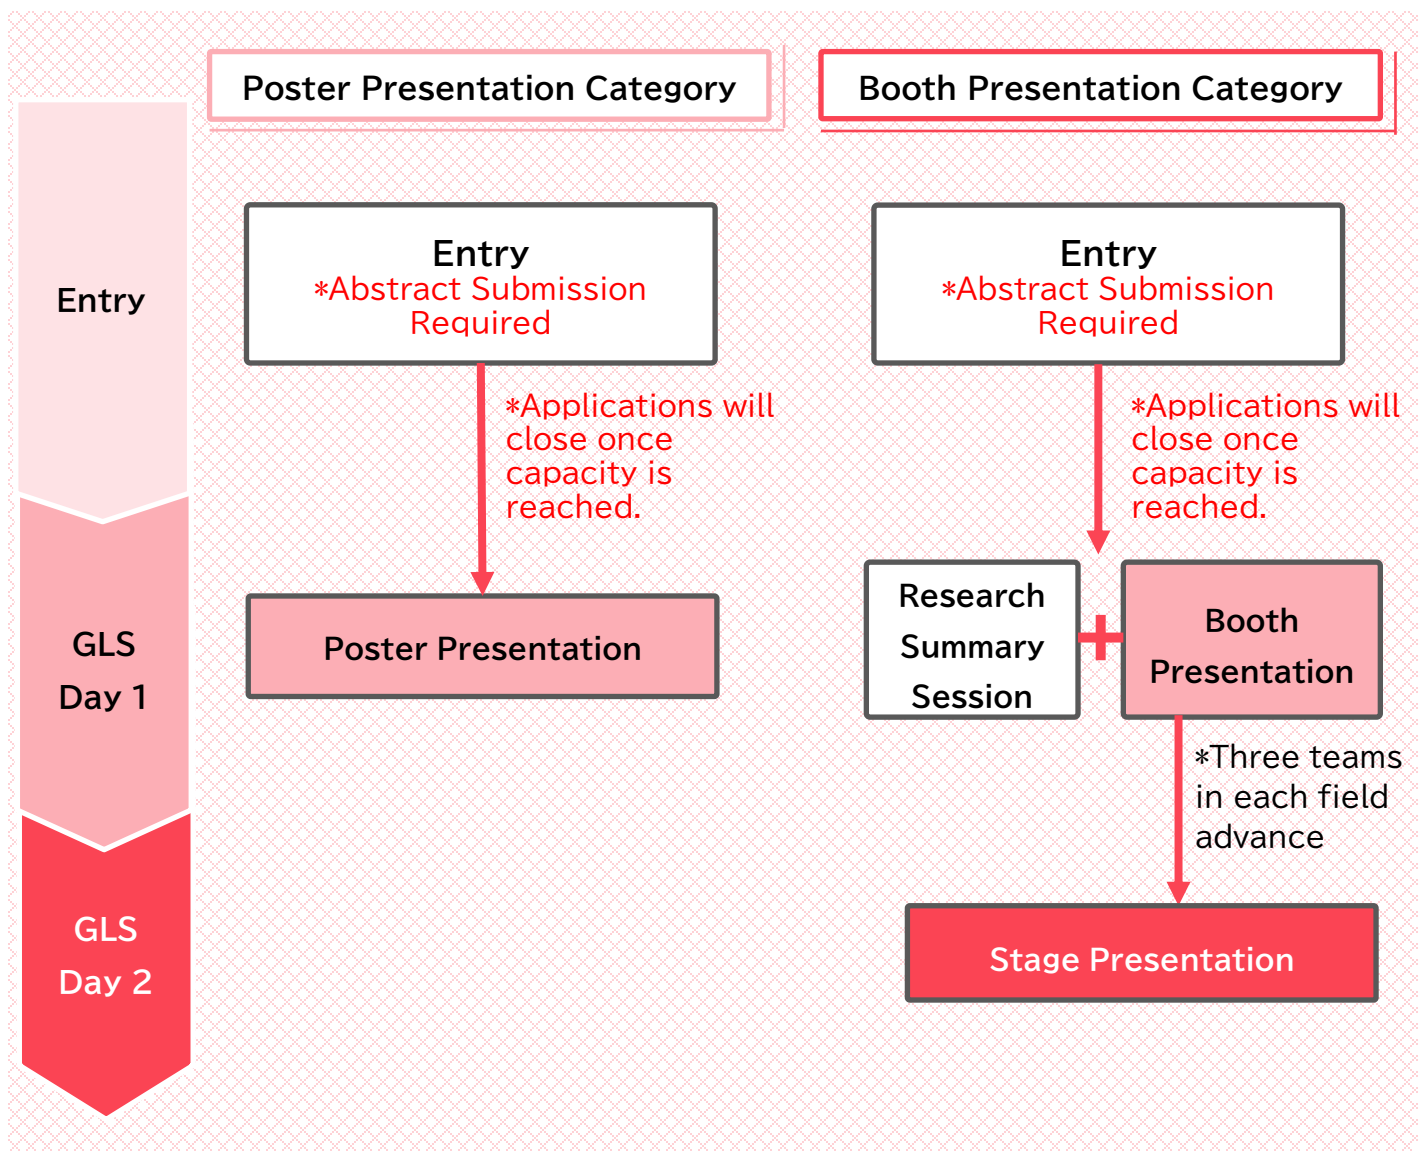 Poster Presentation Category
Booth Presentation Category
Entry
Entry
*Abstract Submission
Required
Entry
*Abstract Submission
Required
*Applications will
close once
capacity is
reached.
*Applications will
close once
capacity is
reached.
GLS
Day 1
Poster Presentation
Research
Summary
Session
Booth
Presentation
*Three teams
in each field
advance
GLS
Day 2
Stage Presentation